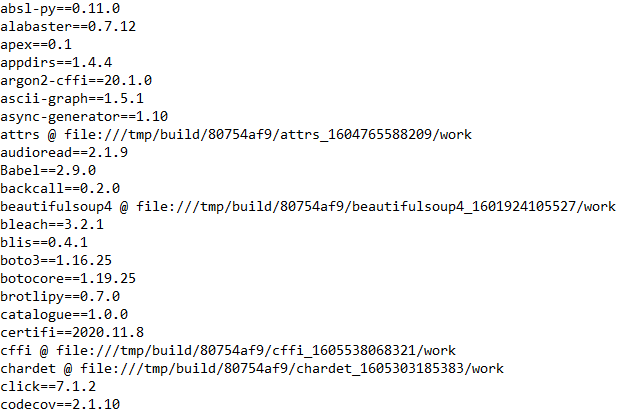 absl-py==0.11.0
alabaster==0.7.12
apex==0.1
appdirs==1.4.4
argon2-cffi==20.1.0
ascii-graph==1.5.1
async-generator==1.10
attrs @ file:///tmp/build/80754af9/attrs_1604765588209/work
audioread==2.1.9
Babel==2.9.0
backcall==0.2.0
beautifulsoup4 @ file:///tmp/build/80754af9/beautifulsoup4_1601924105527/work
bleach==3.2.1
blis==0.4.1
boto3==1.16.25
botocore==1.19.25
brotlipy==0.7.0
catalogue==1.0.0
certifi==2020.11.8
cffi @ file:///tmp/build/80754af9/cffi_1605538068321/work
chardet @ file:///tmp/build/80754af9/chardet_1605303185383/work
click==7.1.2
codecov==2.1.10